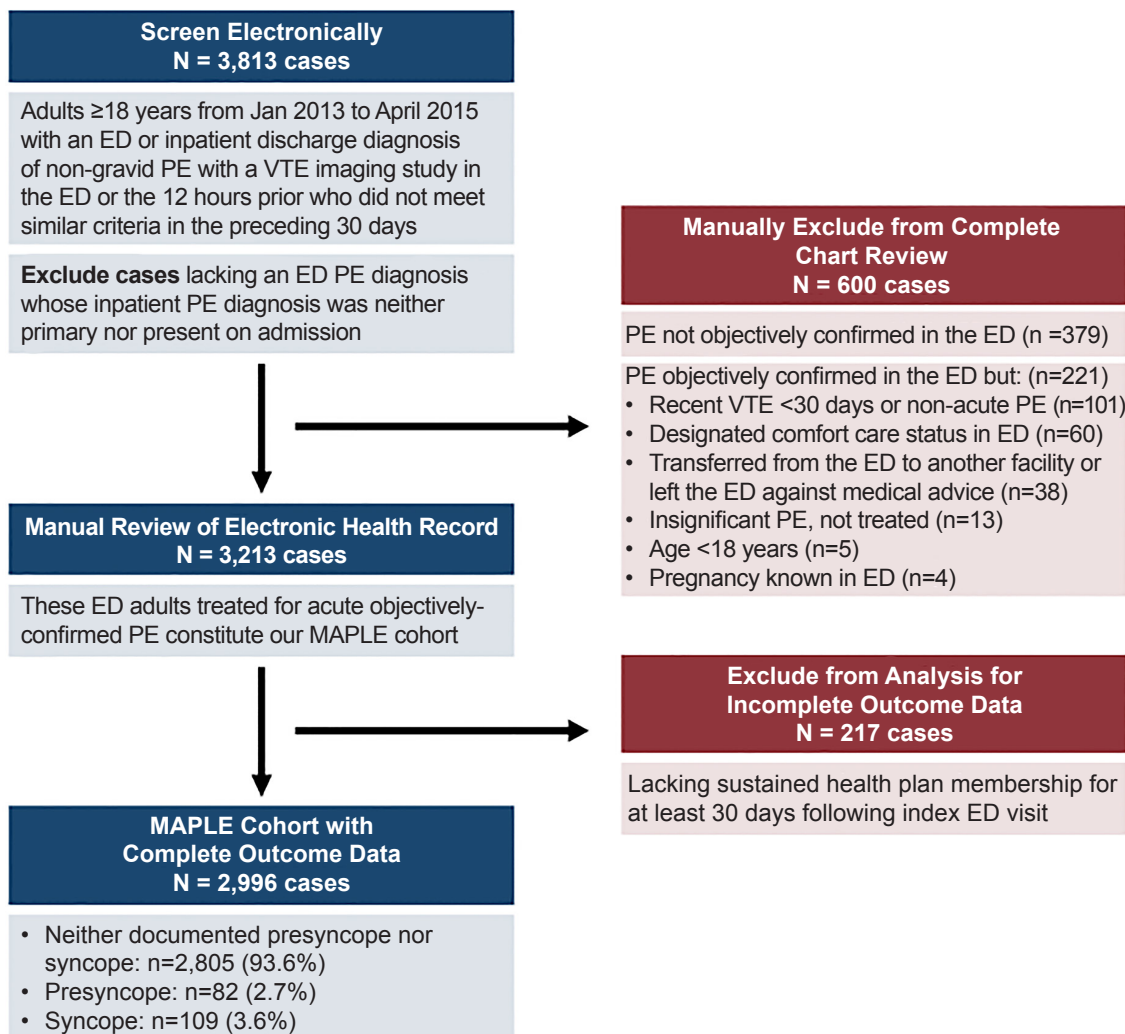 Screen Electronically
N = 3,813 cases
Adults ≥18 years from Jan 2013 to April 2015
with an ED or inpatient discharge diagnosis
of non-gravid PE with a VTE imaging study in
the ED or the 12 hours prior who did not meet
similar criteria in the preceding 30 days
Exclude cases lacking an ED PE diagnosis
whose inpatient PE diagnosis was neither
primary nor present on admission
Manually Exclude from Complete
Chart Review
N = 600 cases
PE not objectively confirmed in the ED (n =379)
PE objectively confirmed in the ED but: (n=221)
• Recent VTE <30 days or non-acute PE (n=101)
• Designated comfort care status in ED (n=60)
• Transferred from the ED to another facility or
left the ED against medical advice (n=38)
• Insignificant PE, not treated (n=13)
• Age <18 years (n=5)
• Pregnancy known in ED (n=4)
Manual Review of Electronic Health Record
N = 3,213 cases
These ED adults treated for acute objectively-
confirmed PE constitute our MAPLE cohort
Exclude from Analysis for
Incomplete Outcome Data
N = 217 cases
Lacking sustained health plan membership for
at least 30 days following index ED visit
MAPLE Cohort with
Complete Outcome Data
N = 2,996 cases
• Neither documented presyncope nor
syncope: n=2,805 (93.6%)
• Presyncope: n=82 (2.7%)
• Syncope: n=109 (3.6%)